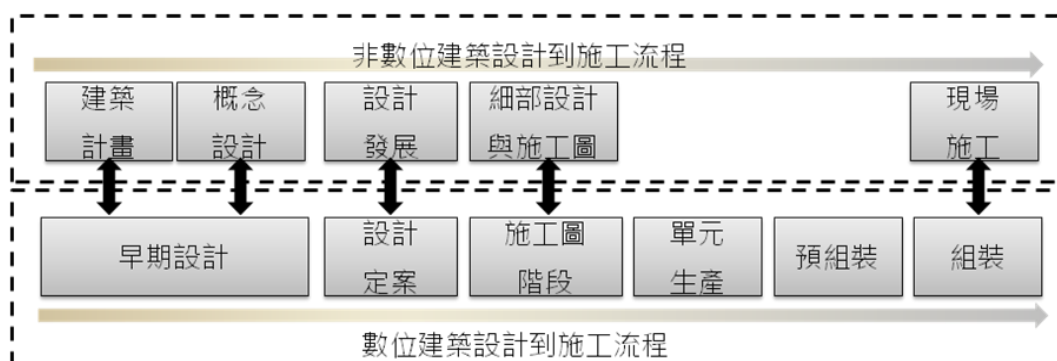 非數位建築設計到施工流程
建築
計畫
概念
設計
設計
發展
細部設計
與施工圖
現場
施工
早期設計
設計
定案
施工圖
階段
單元
生產
預組裝
組裝
數位建築設計到施工流程